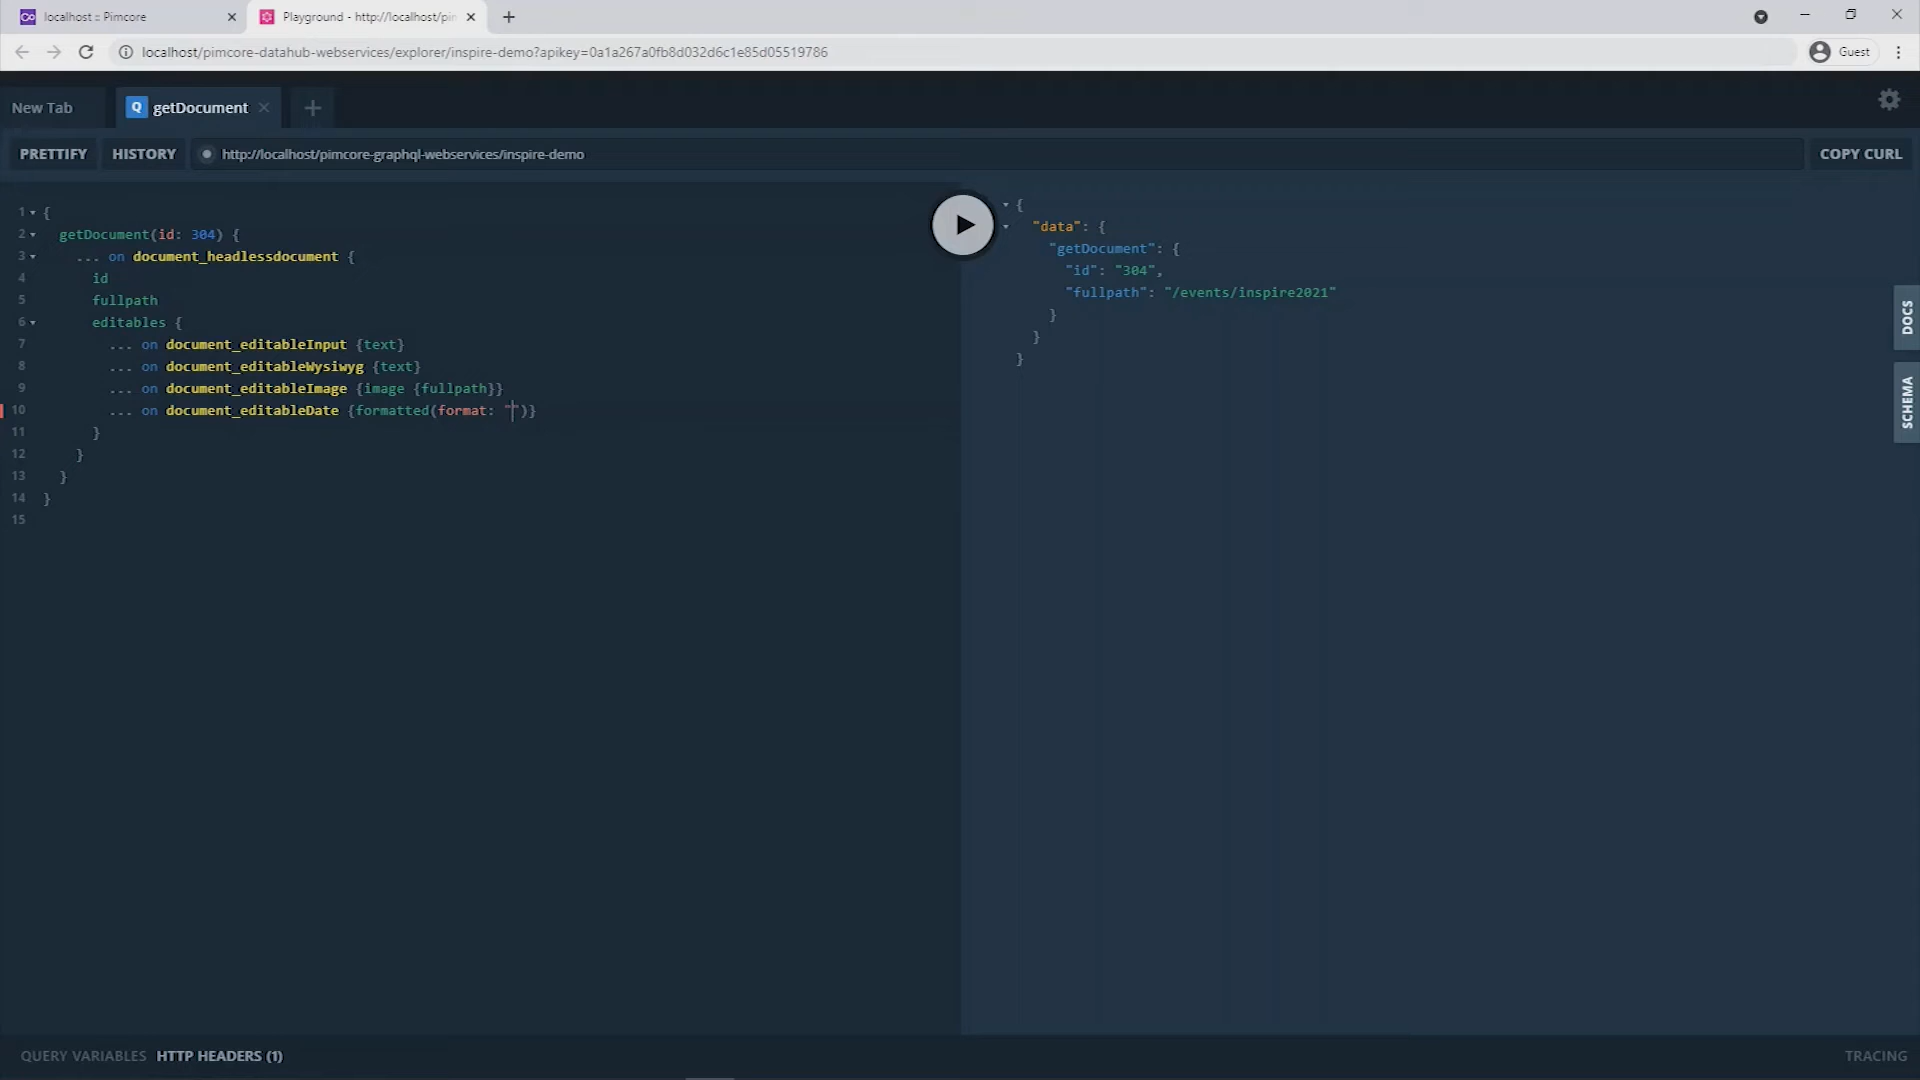 localhost :: Pimcore
Playground - http://localhost/pim
localhost/pimcore-datahub-webservices/explorer/inspire-demo?apikey=0a1a267a0fb8d032d6c1e85d05519786
Guest
New Tab
Q getDocument
PRETTIFY
HISTORY
http://localhost/pimcore-graphql-webservices/inspire-demo
COPY CURL
1 {
2 getDocument(id: 304) {
3 ... on document_headlessdocument {
4 id
5 fullpath
6 editables {
7 ... on document_editableInput {text}
8 ... on document_editableWysiwyg {text}
9 ... on document_editableImage {image {fullpath}}
10 ... on document_editableDate {formatted(format: "")}
11 }
12 }
13 }
14 }
15
{
"data": {
"getDocument": {
"id": "304",
"fullpath": "/events/inspire2021"
}
}
}
DOCS
SCHEMA
QUERY VARIABLES
HTTP HEADERS (1)
TRACING